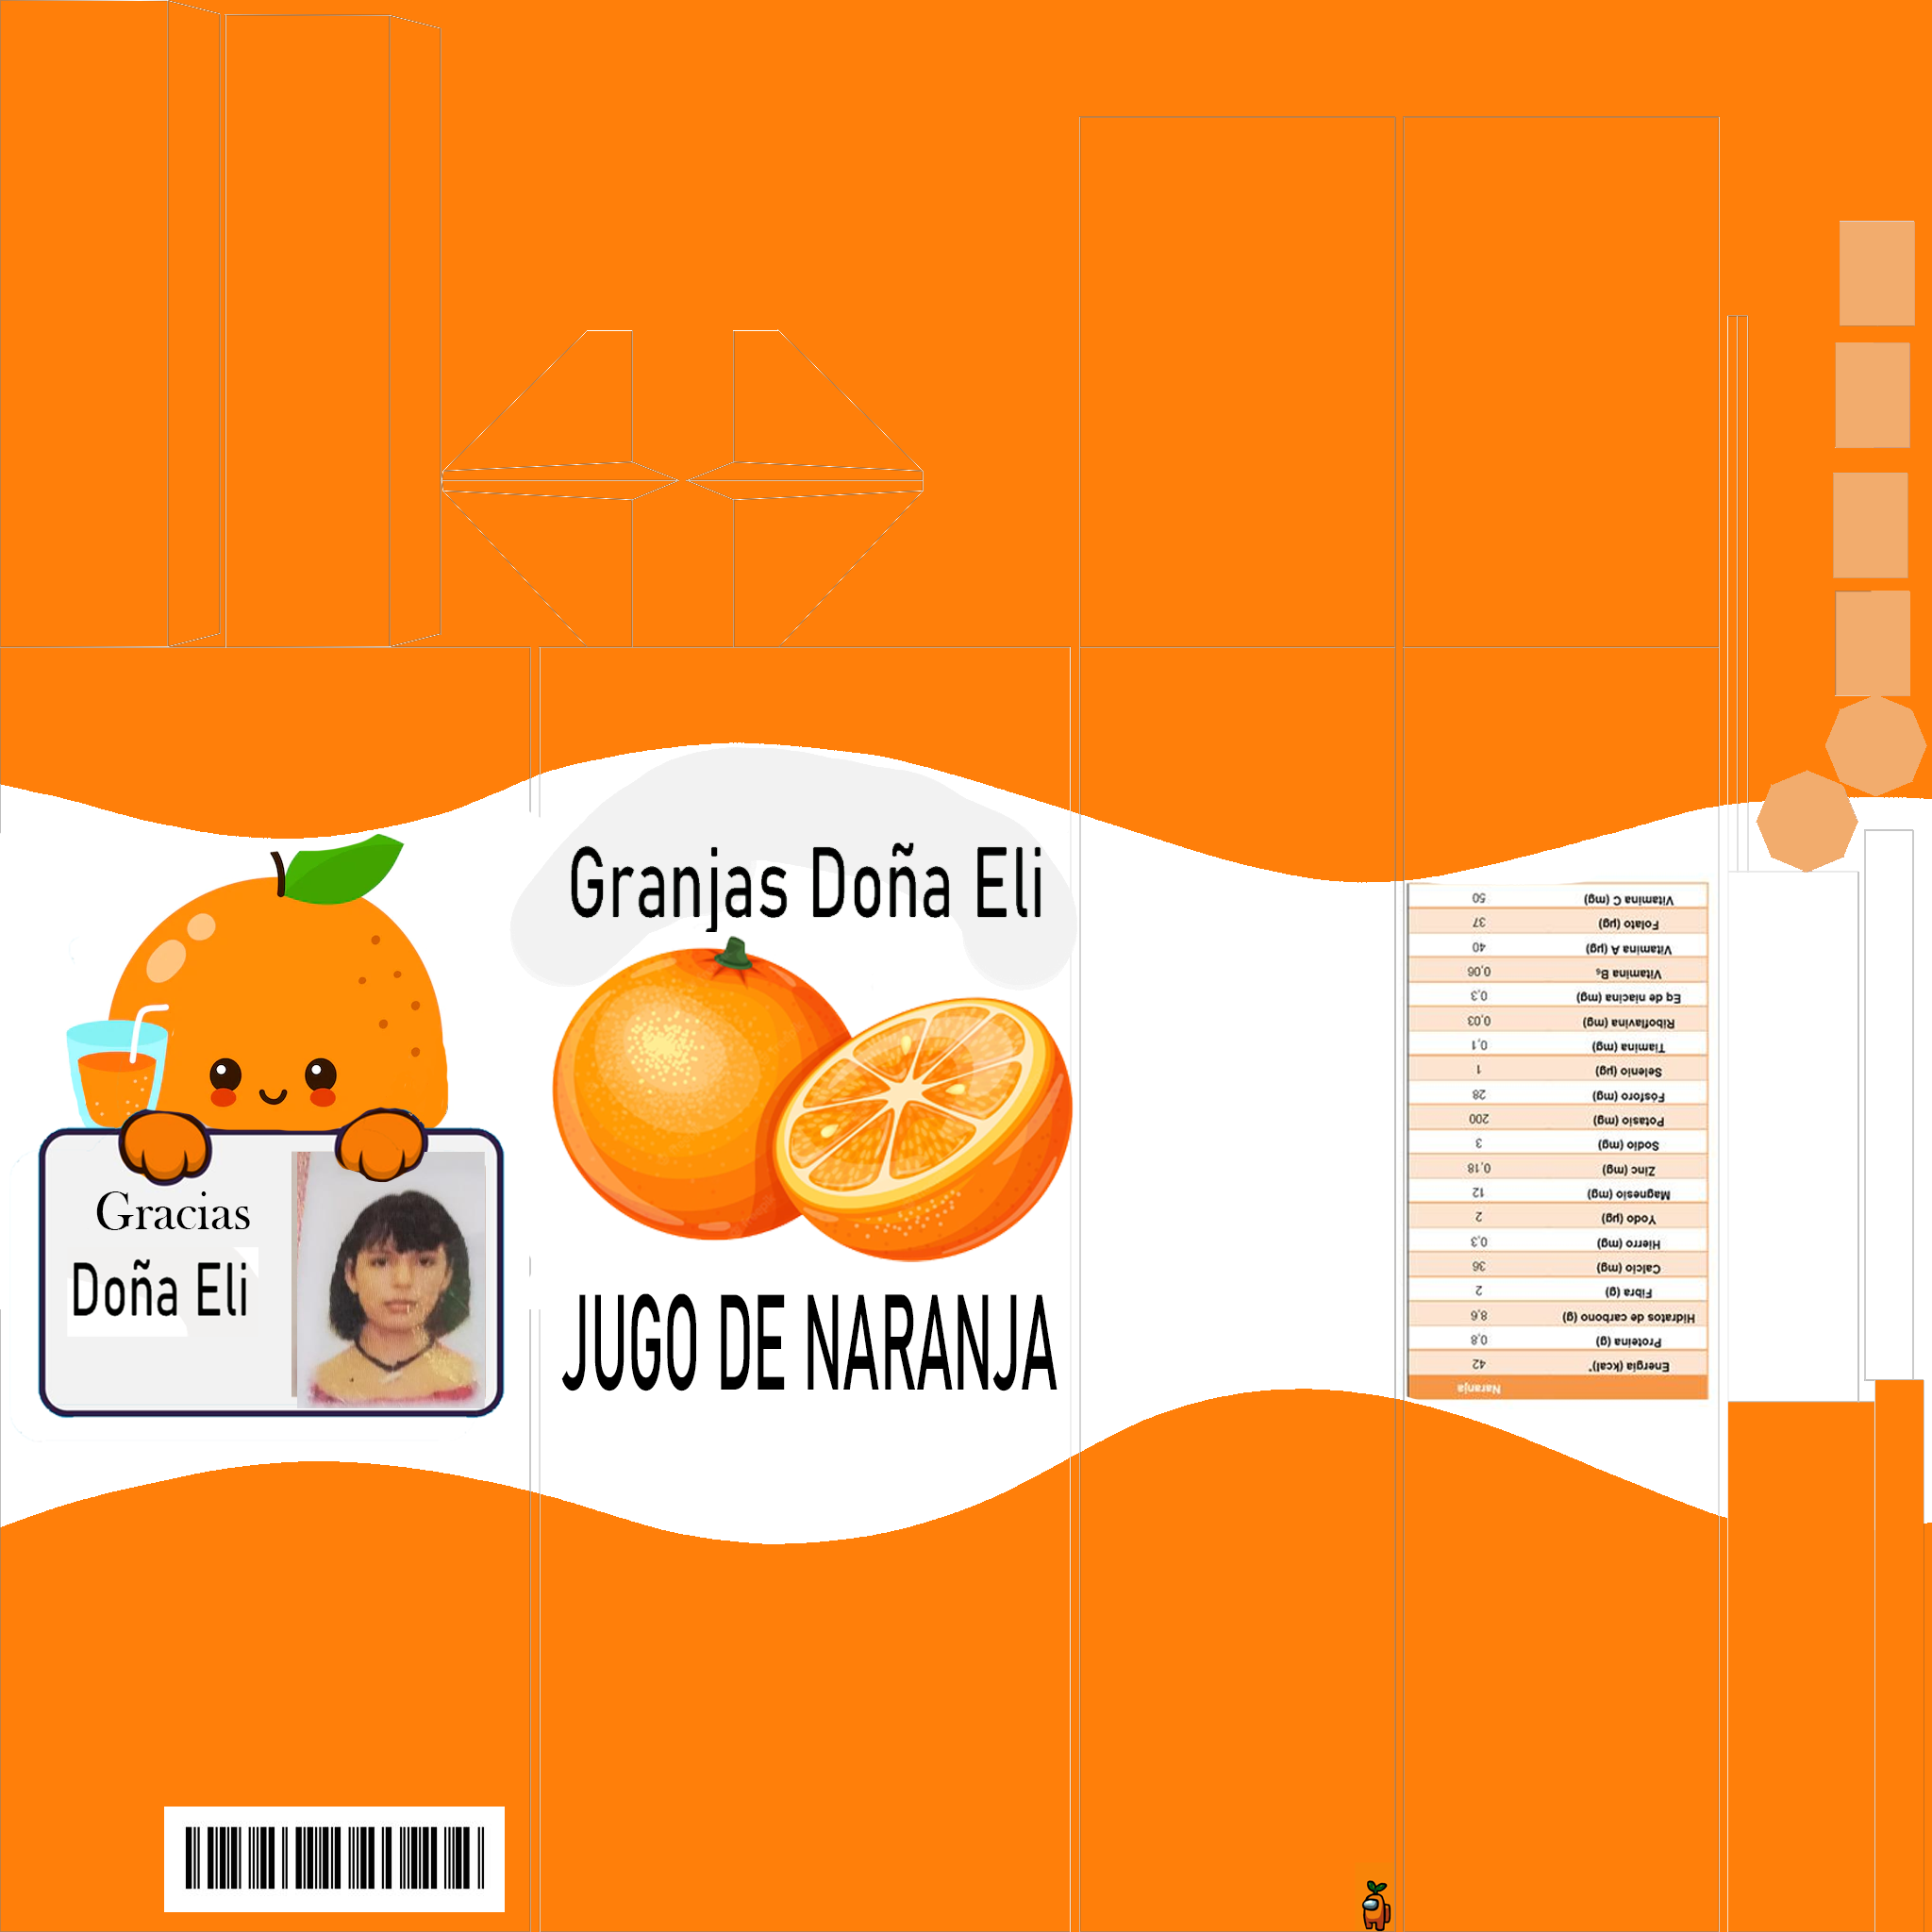 Granjas Doña Eli
Gracias
Doña Eli
JUGO DE NARANJA
Naranja
Energía (kcal)* 42
Proteína (g) 0,8
Hidratos de carbono (g) 8,6
Fibra (g) 2
Calcio (mg) 36
Hierro (mg) 0,3
Yodo (µg) 2
Magnesio (mg) 12
Zinc (mg) 0,18
Sodio (mg) 3
Potasio (mg) 200
Fósforo (mg) 28
Selenio (µg) 1
Tiamina (mg) 0,1
Riboflavina (mg) 0,03
Eq de niacina (mg) 0,3
Vitamina B₆ 0,06
Vitamina A (µg) 40
Folato (µg) 37
Vitamina C (mg) 50